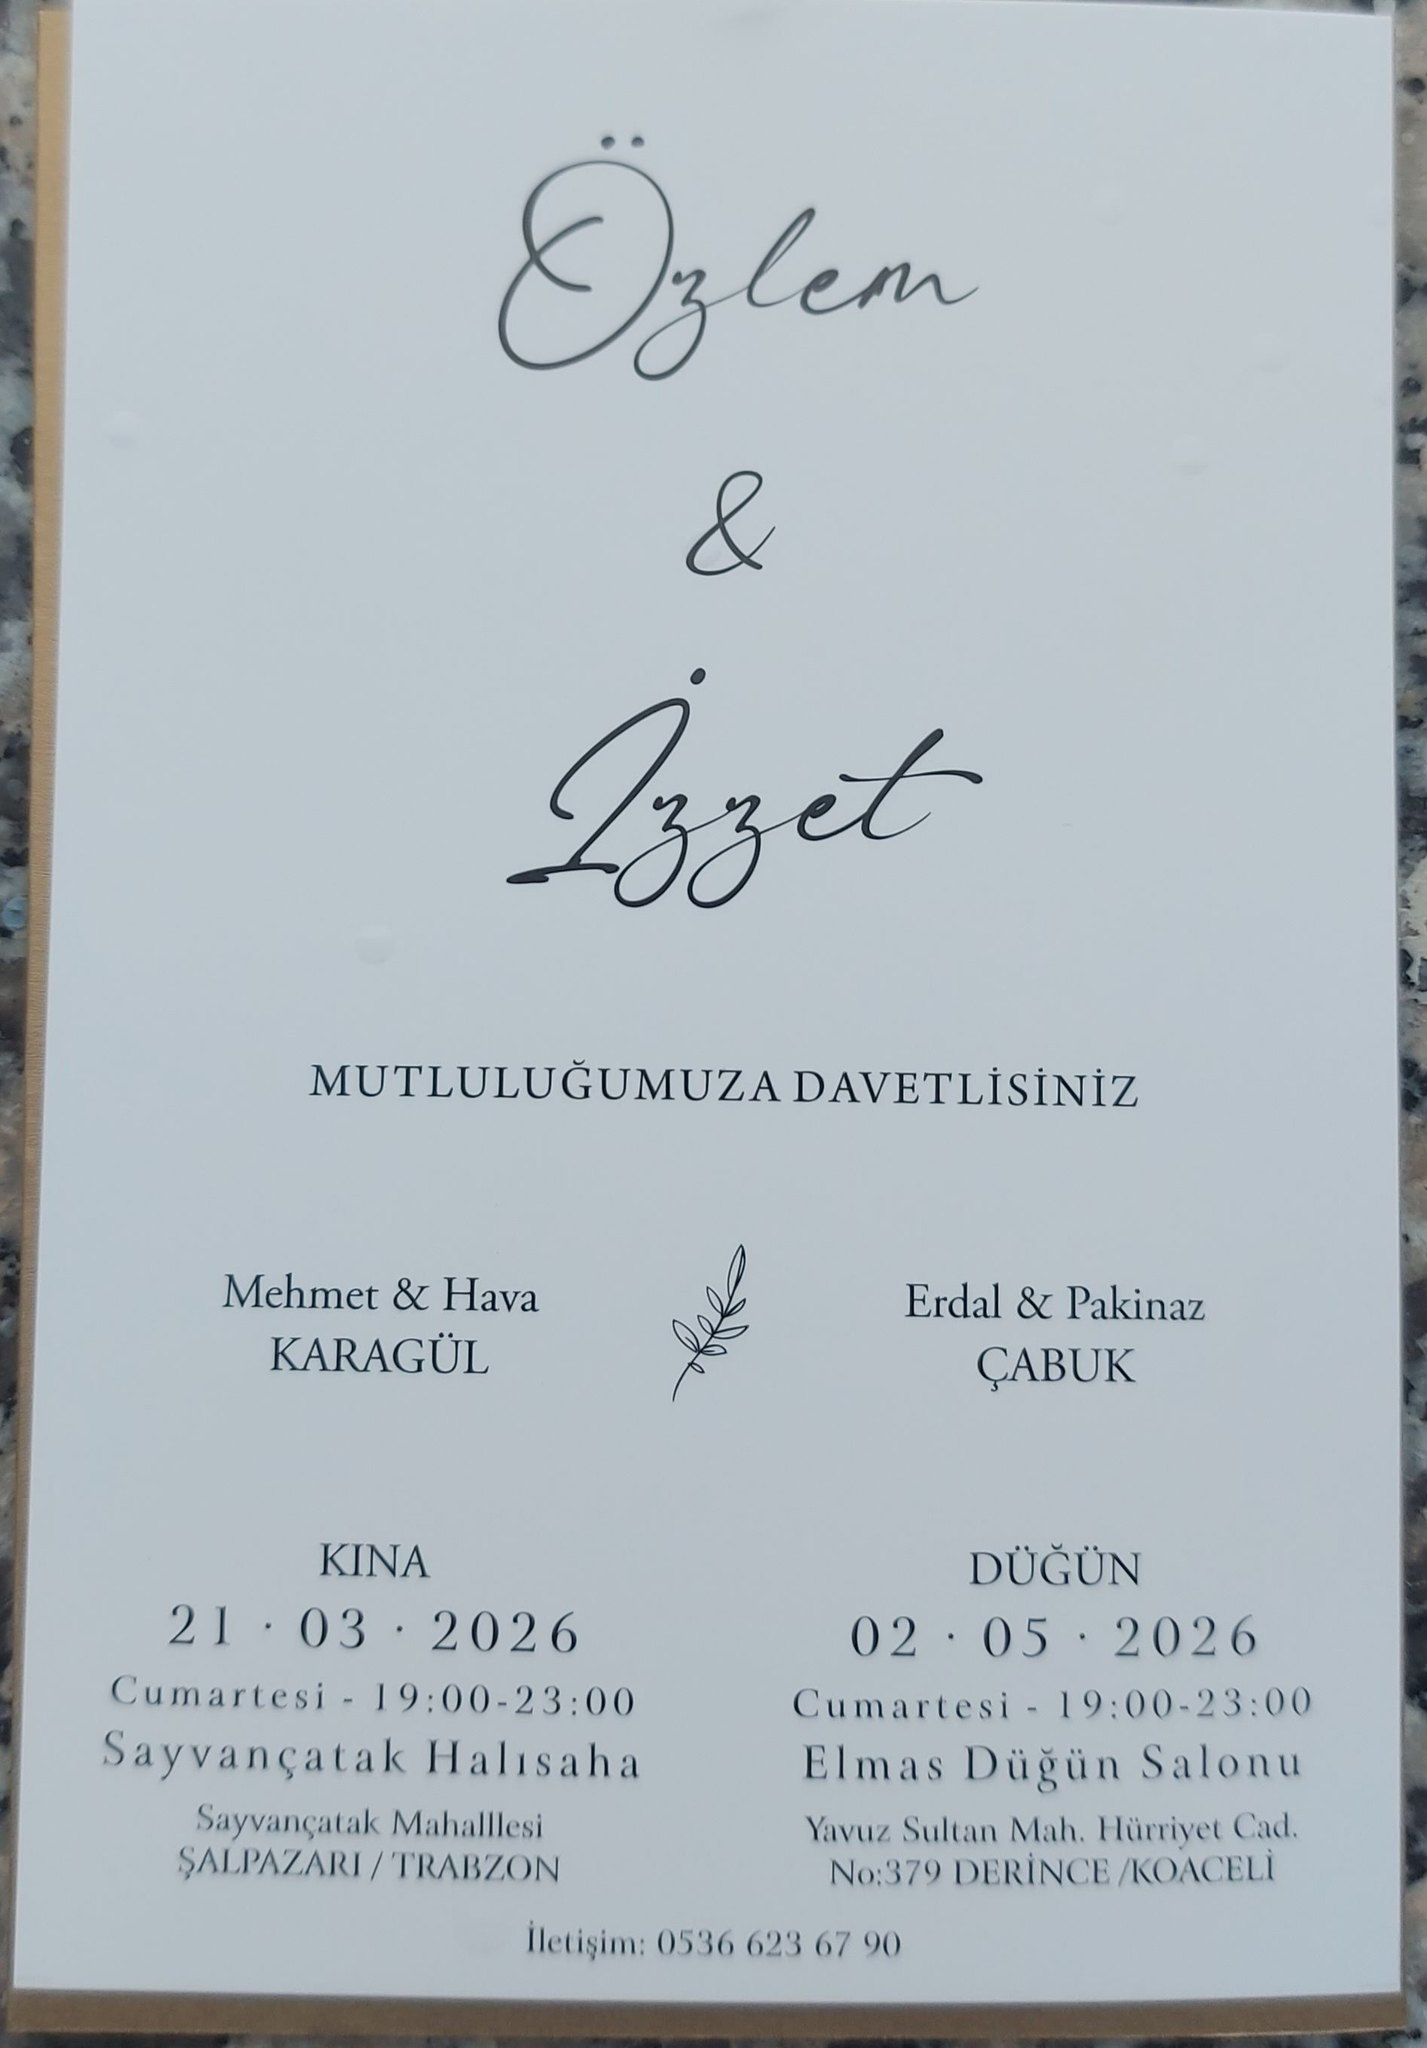 Özlem
&
İzzet
MUTLULUĞUMUZA DAVETLİSİNİZ
Mehmet & Hava
KARAGÜL
Erdal & Pakinaz
ÇABUK
KINA
21 · 03 · 2026
Cumartesi - 19:00-23:00
Sayvançatak Halısaha
Sayvançatak Mahalllesi
ŞALPAZARI / TRABZON
DÜĞÜN
02 · 05 · 2026
Cumartesi - 19:00-23:00
Elmas Düğün Salonu
Yavuz Sultan Mah. Hürriyet Cad.
No:379 DERİNCE /KOACELİ
İletişim: 0536 623 67 90